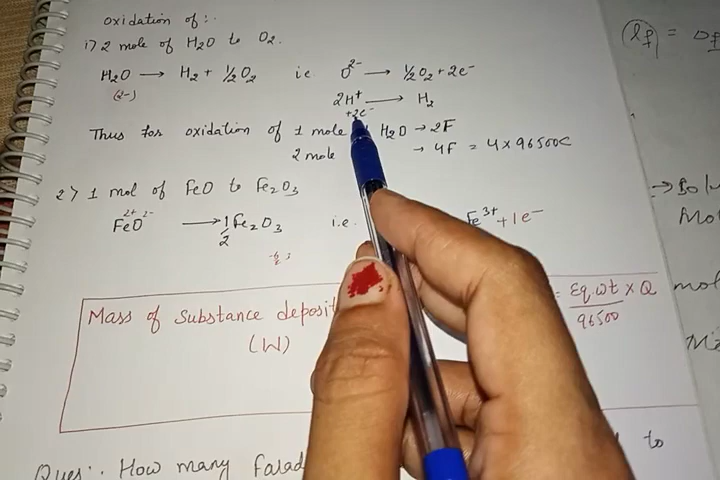 oxidation of:-
i) 2 mole of H₂O to O₂.
H₂O → H₂ + ½O₂ i.e. O²⁻ → ½O₂ + 2e⁻
(2-)
2H⁺ → H₂
+2e⁻
Thus for oxidation of 1 mole H₂O → 2F
2 mole → 4F = 4 × 96500C
2) 1 mol of FeO to Fe₂O₃
Fe²⁺O²⁻ → ½Fe₂O₃ i.e. Fe³⁺ + 1e⁻
Mass of substance deposit
(W)
= Eq. wt × Q
96500
Ques:. How many
to